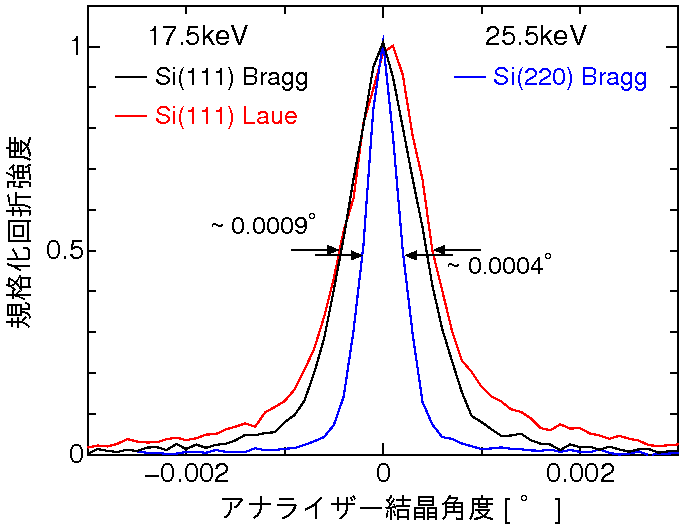 17.5keV
25.5keV
Si(111) Bragg
Si(220) Bragg
Si(111) Laue
1
~ 0.0009°
0.5
~ 0.0004°
0
規格化回折強度
−0.002
0
0.002
アナライザー結晶角度 [ ° ]